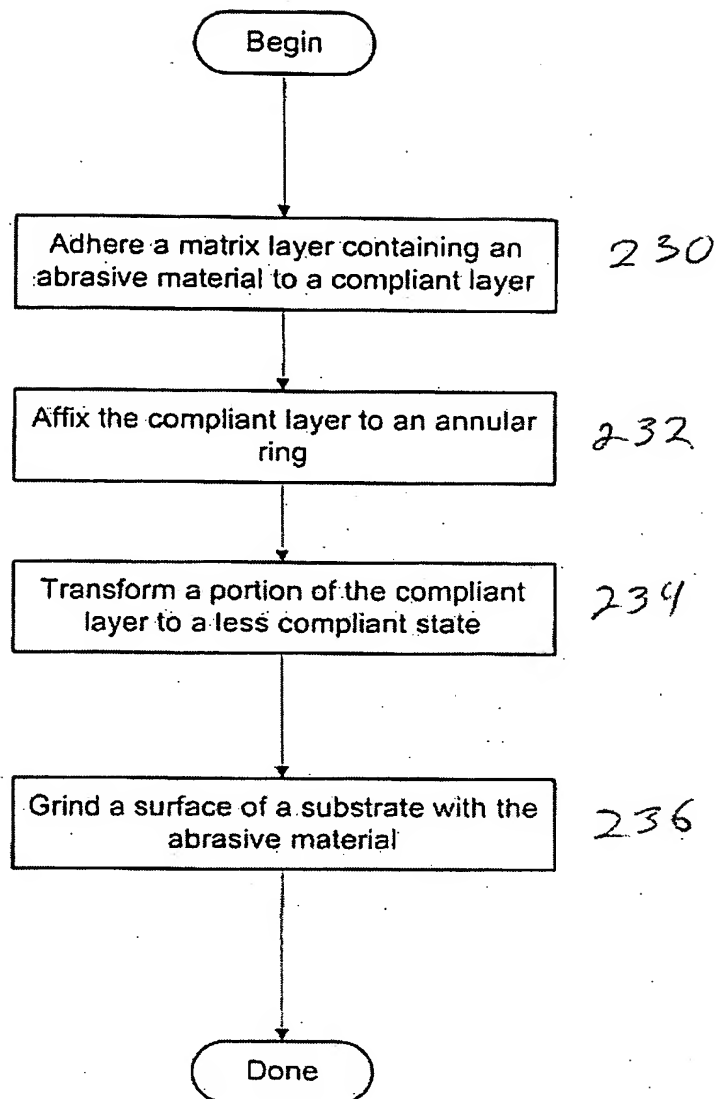 Begin
Adhere a matrix layer containing an
abrasive material to a compliant layer
230
Affix the compliant layer to an annular
ring
232
Transform a portion of the compliant
layer to a less compliant state
234
Grind a surface of a substrate with the
abrasive material
236
Done